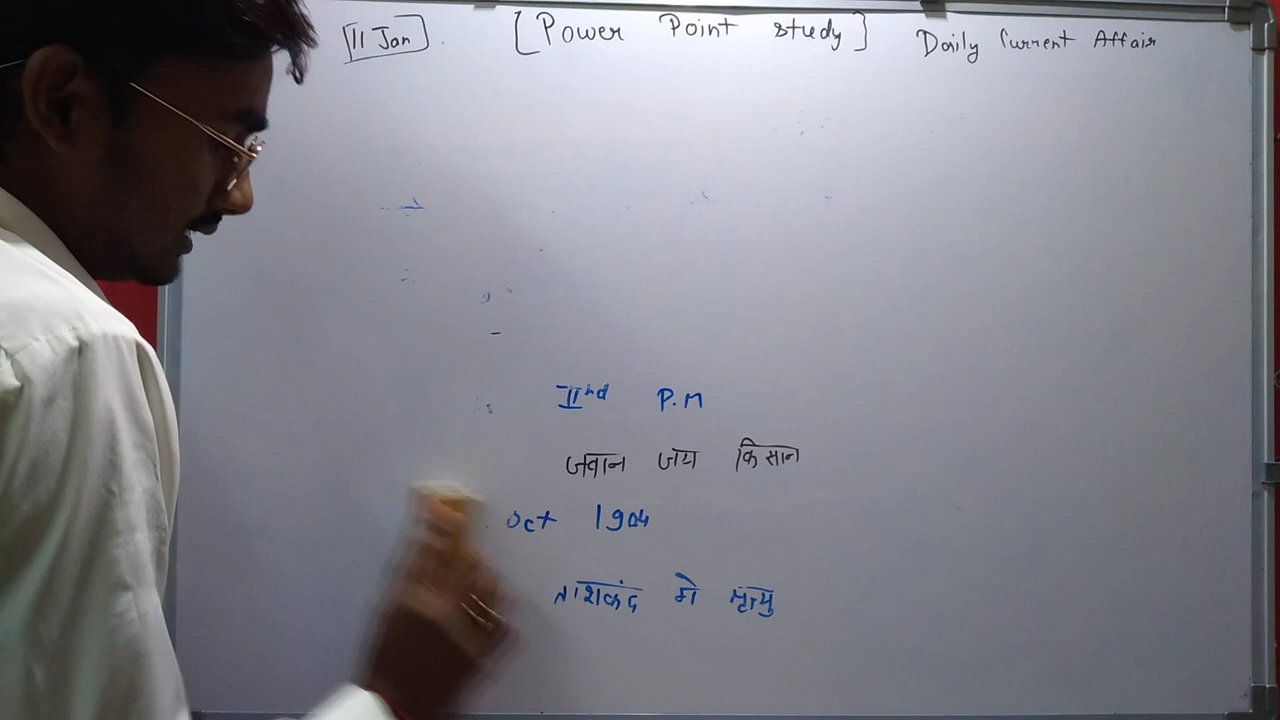 11 Jan [Power Point study] Daily Current Affair
IInd P.M
जवान जय किसान
oct 1904
ताशकंद मे मृत्यु